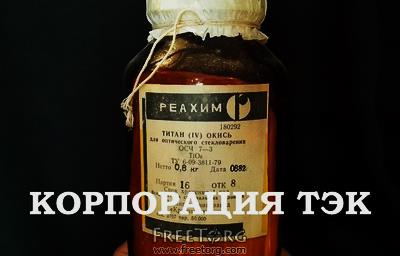 РЕАХИМ
180292
ТИТАН (IV) ОКИСЬ
для оптического стекловарения
ОСЧ 7—3
TiO₂
ТУ 6-09-3811-79
Нетто 0,8 кг Дата 0882
Партия 16 ОТК 8
КОРПОРАЦИЯ ТЭК
FREETORG
www.freetorg.com